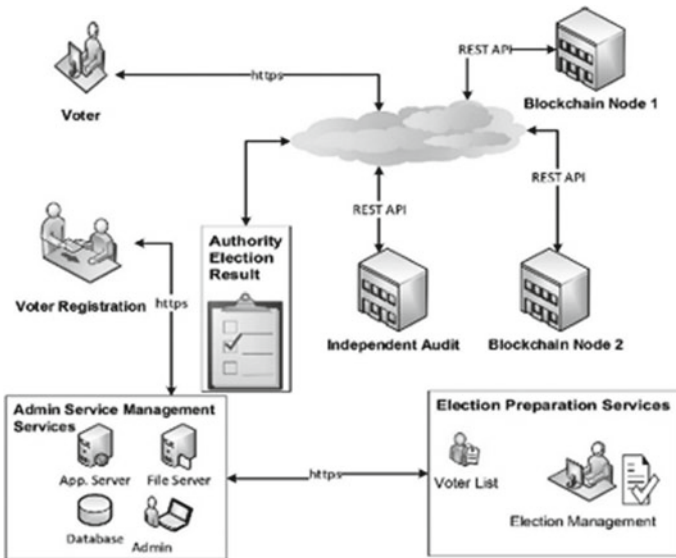 REST API
Blockchain Node 1
https
Voter
REST API
REST API
Authority
Election
Result
Voter Registration
https
Independent Audit
Blockchain Node 2
Admin Service Management
Services
App. Server
File Server
Database
Admin
https
Election Preparation Services
Voter List
Election Management